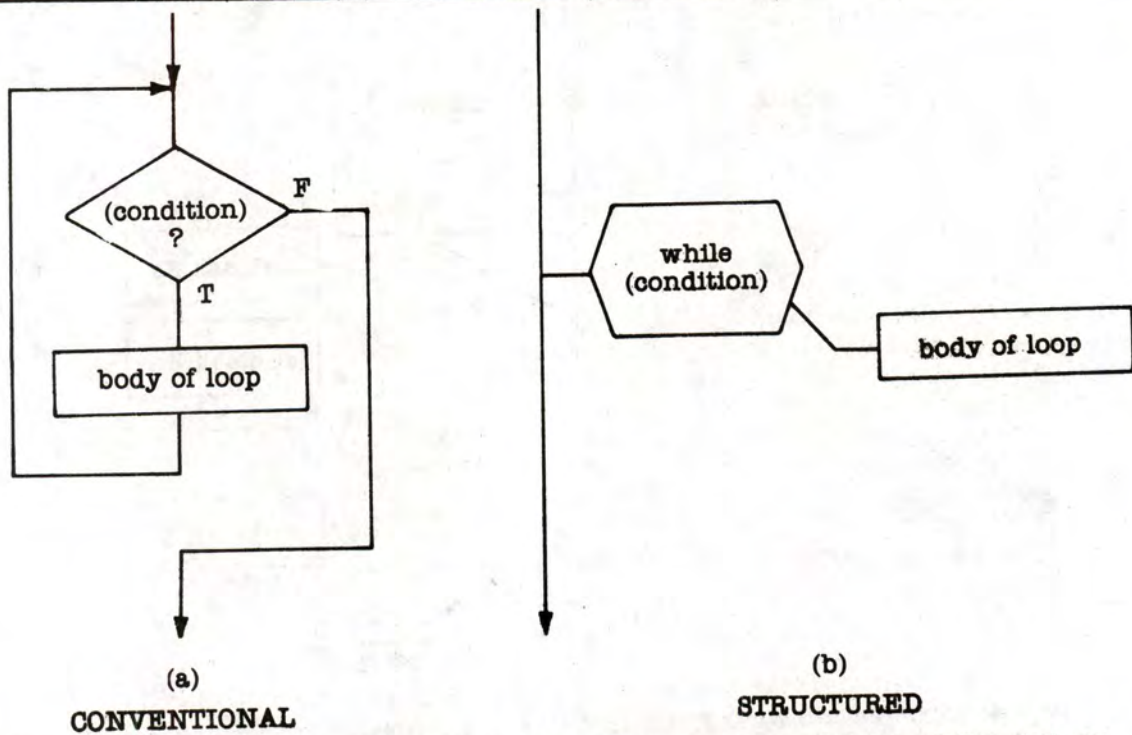 (condition)
?
F
T
body of loop
(a)
CONVENTIONAL
while
(condition)
body of loop
(b)
STRUCTURED